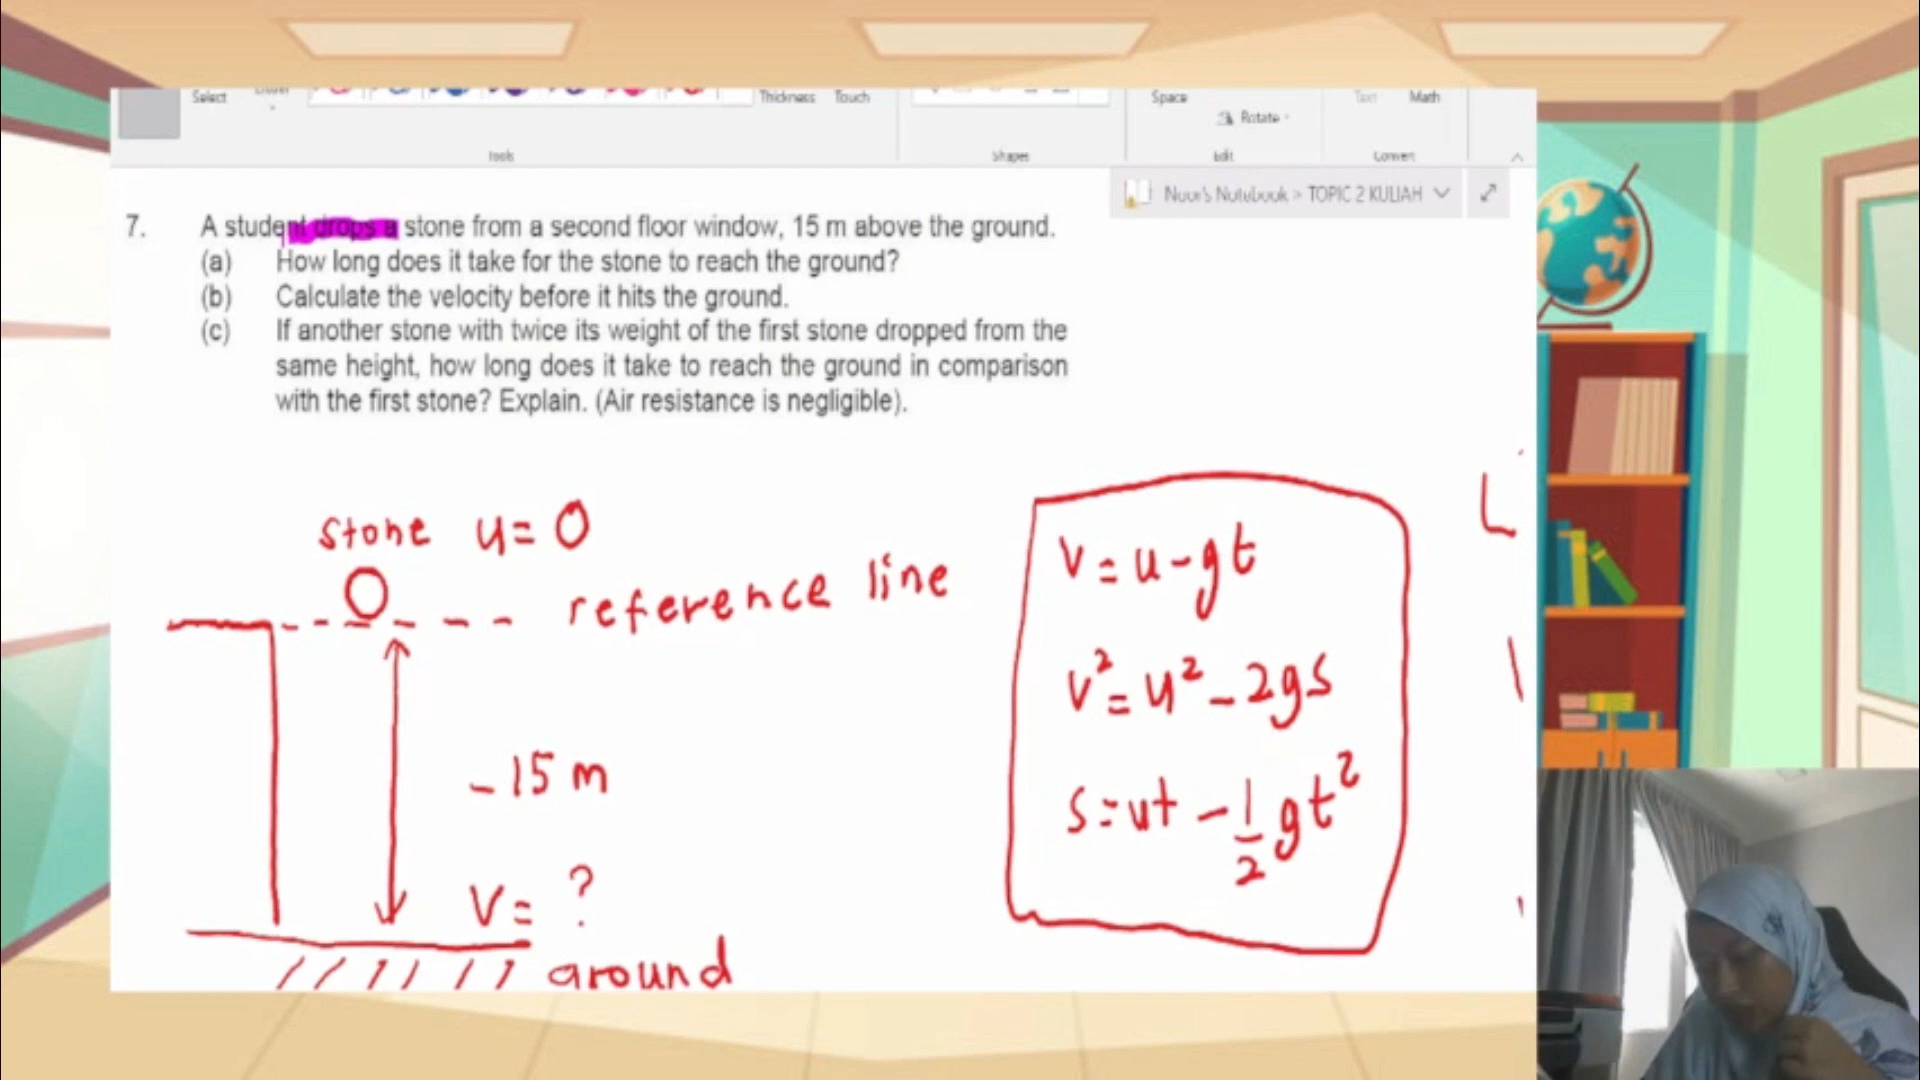 Select
Thickness Touch
Space
Text Math
Rotate
Tools
Shapes
Edit
Convert
Noor's Notebook > TOPIC 2 KULIAH
7. A student drops a stone from a second floor window, 15 m above the ground.
(a) How long does it take for the stone to reach the ground?
(b) Calculate the velocity before it hits the ground.
(c) If another stone with twice its weight of the first stone dropped from the
same height, how long does it take to reach the ground in comparison
with the first stone? Explain. (Air resistance is negligible).
stone u= 0
reference line
-15 m
V= ?
ground
V=u-gt
v²=u²-2gs
s=ut-1/2gt²